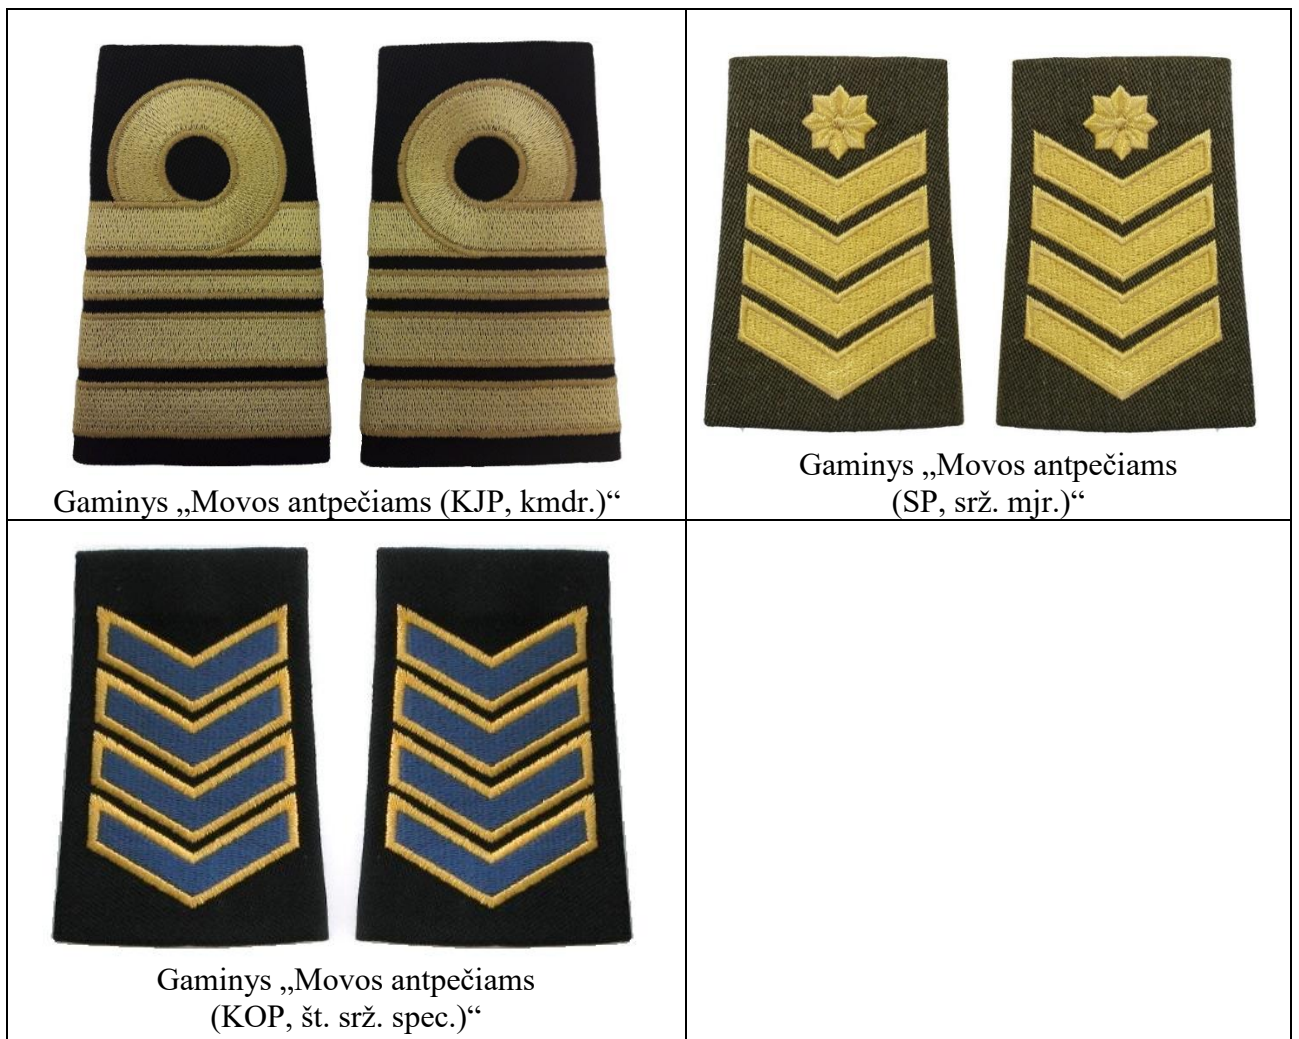 Gaminys „Movos antpečiams (KJP, kmdr.)“
Gaminys „Movos antpečiams
(SP, srž. mjr.)“
Gaminys „Movos antpečiams
(KOP, št. srž. spec.)“